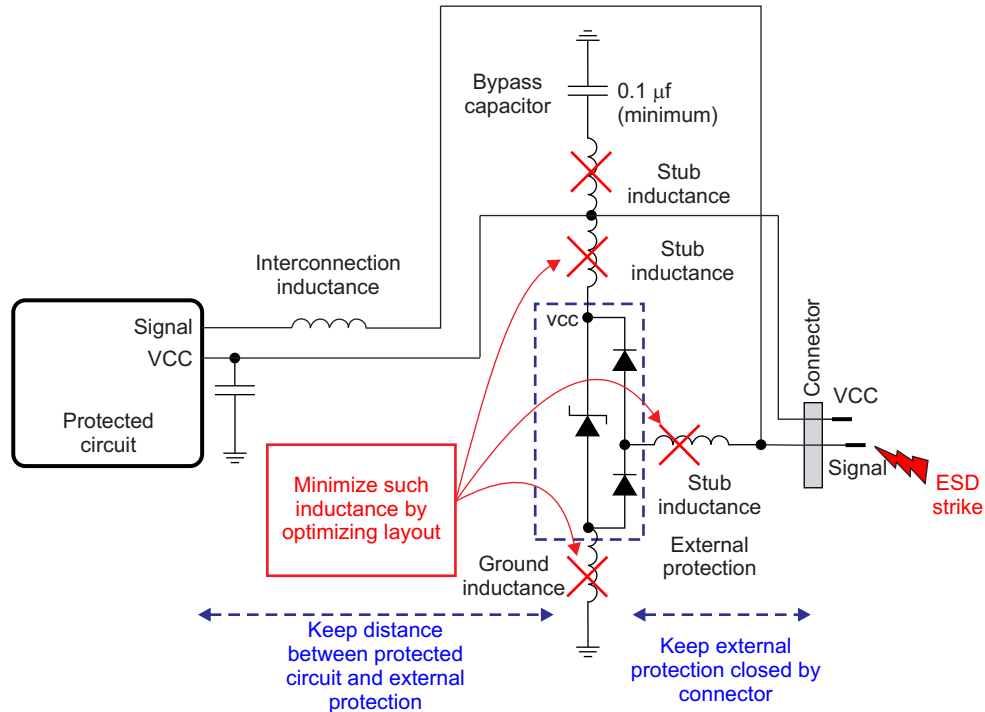 Bypass
capacitor
0.1 μf
(minimum)
Stub
inductance
Stub
inductance
Interconnection
inductance
Signal
VCC
Protected
circuit
vcc
Connector
VCC
Signal
ESD
strike
Minimize such
inductance by
optimizing layout
Stub
inductance
External
protection
Ground
inductance
Keep distance
between protected
circuit and external
protection
Keep external
protection closed by
connector